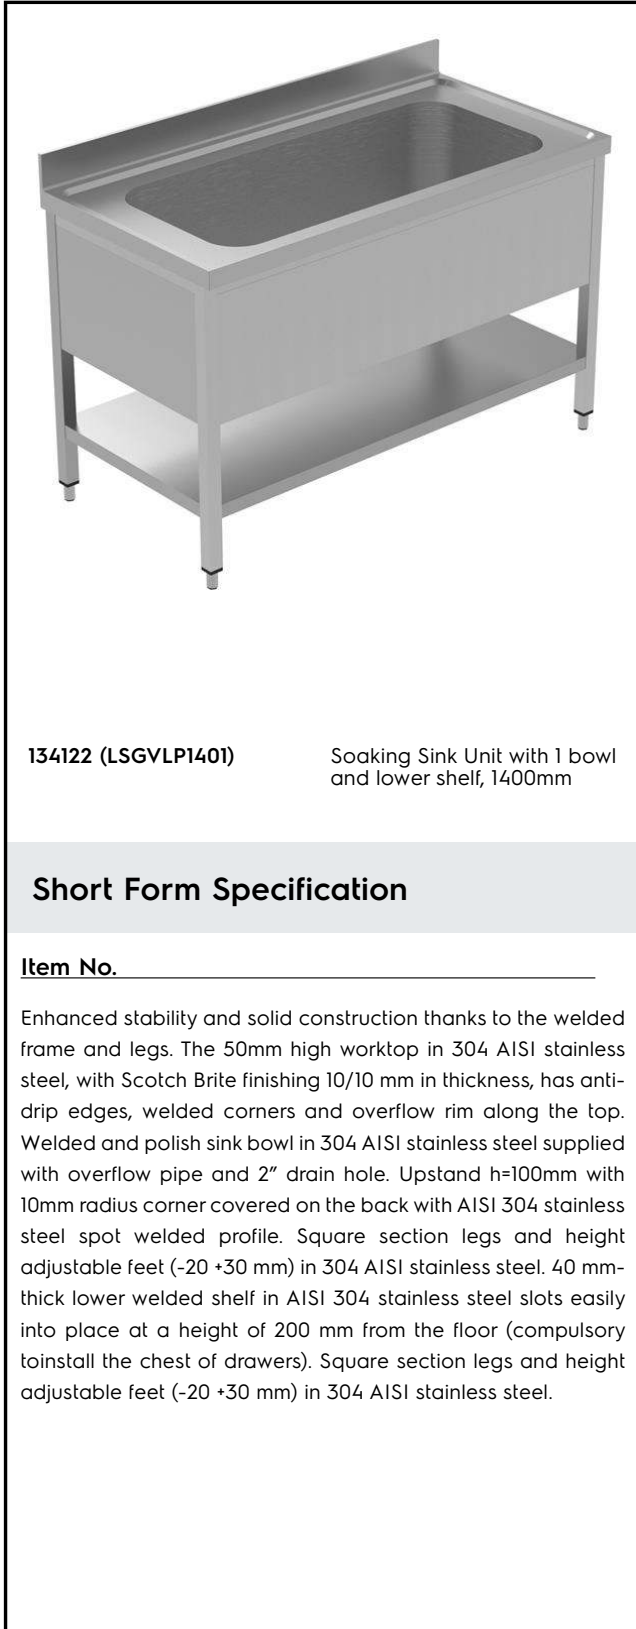 134122 (LSGVLP1401)
Soaking Sink Unit with 1 bowl
and lower shelf, 1400mm
Short Form Specification
Item No.
Enhanced stability and solid construction thanks to the welded
frame and legs. The 50mm high worktop in 304 AISI stainless
steel, with Scotch Brite finishing 10/10 mm in thickness, has anti-
drip edges, welded corners and overflow rim along the top.
Welded and polish sink bowl in 304 AISI stainless steel supplied
with overflow pipe and 2” drain hole. Upstand h=100mm with
10mm radius corner covered on the back with AISI 304 stainless
steel spot welded profile. Square section legs and height
adjustable feet (-20 +30 mm) in 304 AISI stainless steel. 40 mm-
thick lower welded shelf in AISI 304 stainless steel slots easily
into place at a height of 200 mm from the floor (compulsory
toinstall the chest of drawers). Square section legs and height
adjustable feet (-20 +30 mm) in 304 AISI stainless steel.